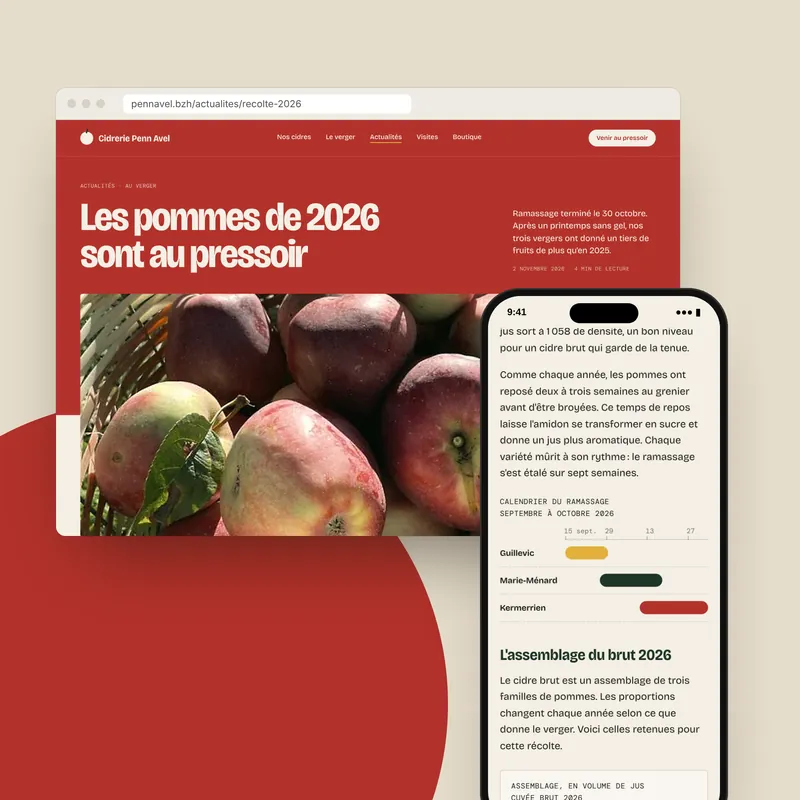 pennavel.bzh/actualites/recolte-2026
Cidrerie Penn Avel
Nos cidres
Le verger
Actualités
Visites
Boutique
Venir au pressoir
ACTUALITÉS · AU VERGER
Les pommes de 2026
sont au pressoir
Ramassage terminé le 30 octobre.
Après un printemps sans gel, nos
trois vergers ont donné un tiers de
fruits de plus qu'en 2025.
2 NOVEMBRE 2026 4 MIN DE LECTURE
9:41
jus sort à 1 058 de densité, un bon niveau
pour un cidre brut qui garde de la tenue.
Comme chaque année, les pommes ont
reposé deux à trois semaines au grenier
avant d'être broyées. Ce temps de repos
laisse l'amidon se transformer en sucre et
donne un jus plus aromatique. Chaque
variété mûrit à son rythme : le ramassage
s'est étalé sur sept semaines.
CALENDRIER DU RAMASSAGE
SEPTEMBRE À OCTOBRE 2026
15 sept. 29 13 27
Guillevic
Marie-Ménard
Kermerrien
L'assemblage du brut 2026
Le cidre brut est un assemblage de trois
familles de pommes. Les proportions
changent chaque année selon ce que
donne le verger. Voici celles retenues pour
cette récolte.
ASSEMBLAGE, EN VOLUME DE JUS
CUVÉE BRUT 2026